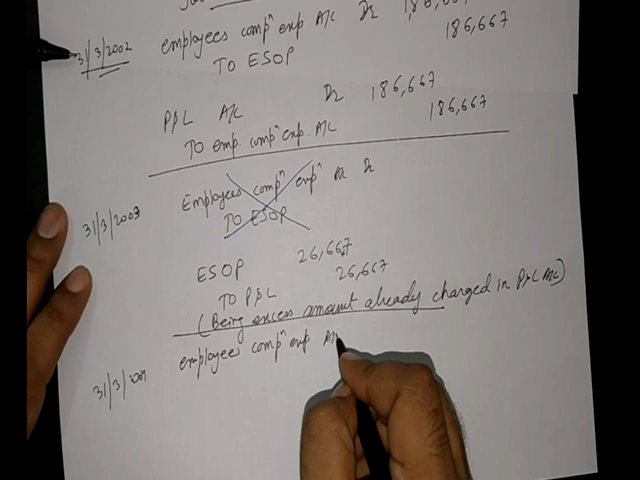 31/3/2002 employees compⁿ exp A/C Dr
186,667
TO ESOP
P&L A/C Dr 186,667
TO emp. compⁿ exp. A/C 186,667
31/3/2003 Employees compⁿ expⁿ Dr
TO ESOP
ESOP 26,667
TO P&L 26,667
(Being excess amount already charged in P&L A/c)
31/3/ employees compⁿ exp A/